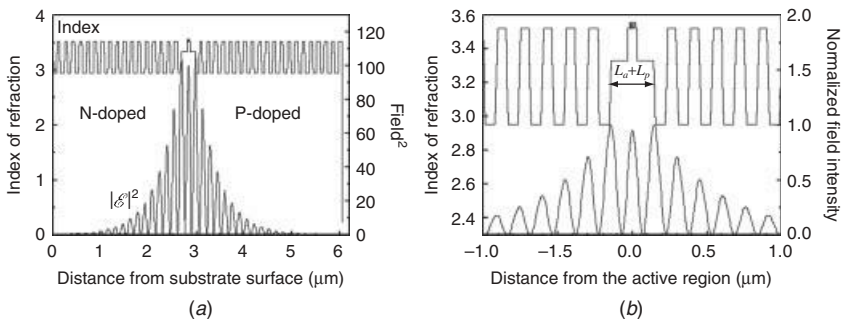 Index of refraction
4
3
2
1
0
Index
N-doped
P-doped
|ℰ|²
120
100
80
60
40
20
0
Field²
0
1
2
3
4
5
6
Distance from substrate surface (μm)
(a)
Index of refraction
3.6
3.4
3.2
3.0
2.8
2.6
2.4
Lₐ+Lₚ
2.0
1.5
1.0
0.5
0.0
Normalized field intensity
–1.0
–1.5
0.0
0.5
1.0
Distance from the active region (μm)
(b)